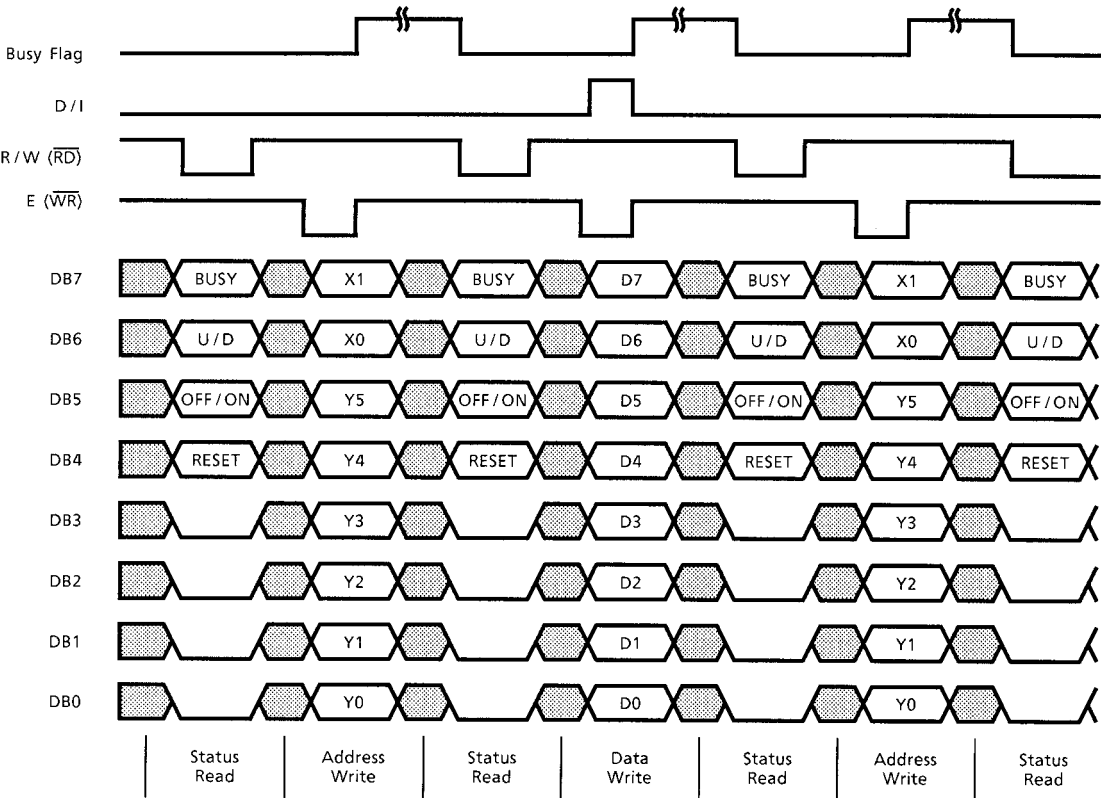 Busy Flag
D / I
R / W (RD)
E (WR)
DB7 BUSY X1 BUSY D7 BUSY X1 BUSY
DB6 U / D X0 U / D D6 U / D X0 U / D
DB5 OFF / ON Y5 OFF / ON D5 OFF / ON Y5 OFF / ON
DB4 RESET Y4 RESET D4 RESET Y4 RESET
DB3 Y3 D3 Y3
DB2 Y2 D2 Y2
DB1 Y1 D1 Y1
DB0 Y0 D0 Y0
Status Address Status Data Status Address Status
Read Write Read Write Read Write Read